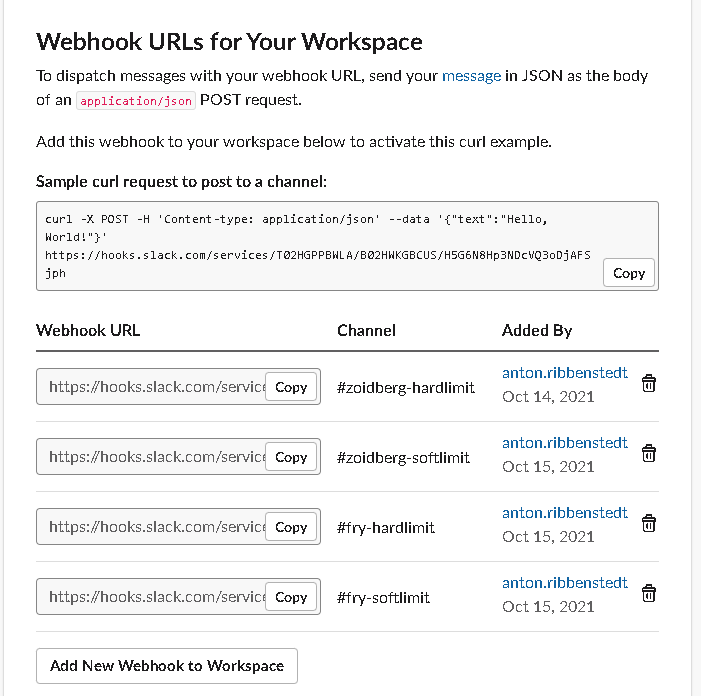 Webhook URLs for Your Workspace
To dispatch messages with your webhook URL, send your message in JSON as the body
of an application/json POST request.
Add this webhook to your workspace below to activate this curl example.
Sample curl request to post to a channel:
curl -X POST -H 'Content-type: application/json' --data '{"text":"Hello,
World!"}'
https://hooks.slack.com/services/T02HGPPBWLA/B02HWKGBCUS/H5G6N8Hp3NDcVQ3oDjAFS
jph
Copy
Webhook URL Channel Added By
https://hooks.slack.com/service Copy #zoidberg-hardlimit anton.ribbenstedt
Oct 14, 2021
https://hooks.slack.com/service Copy #zoidberg-softlimit anton.ribbenstedt
Oct 15, 2021
https://hooks.slack.com/service Copy #fry-hardlimit anton.ribbenstedt
Oct 15, 2021
https://hooks.slack.com/service Copy #fry-softlimit anton.ribbenstedt
Oct 15, 2021
Add New Webhook to Workspace